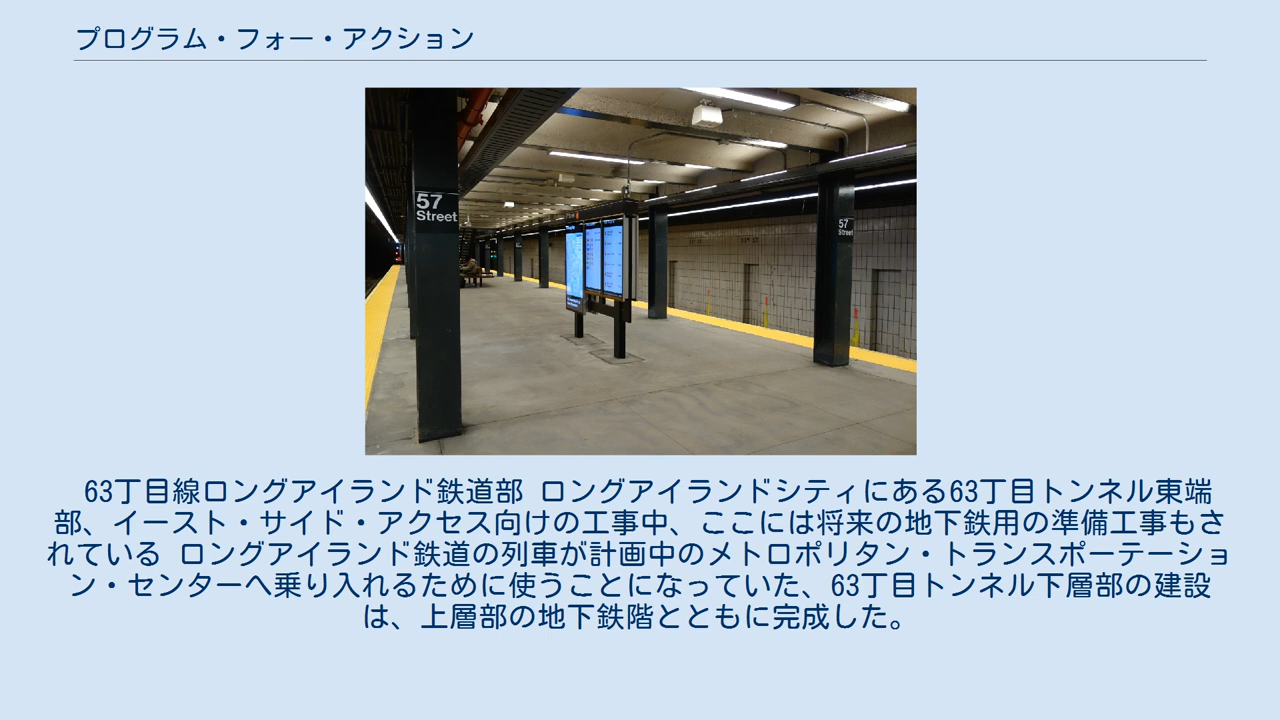 プログラム・フォー・アクション
57
Street
57
Street
63丁目線ロングアイランド鉄道部 ロングアイランドシティにある63丁目トンネル東端
部、イースト・サイド・アクセス向けの工事中、ここには将来の地下鉄用の準備工事もさ
れている ロングアイランド鉄道の列車が計画中のメトロポリタン・トランスポーテーショ
ン・センターへ乗り入れるために使うことになっていた、63丁目トンネル下層部の建設
は、上層部の地下鉄階とともに完成した。